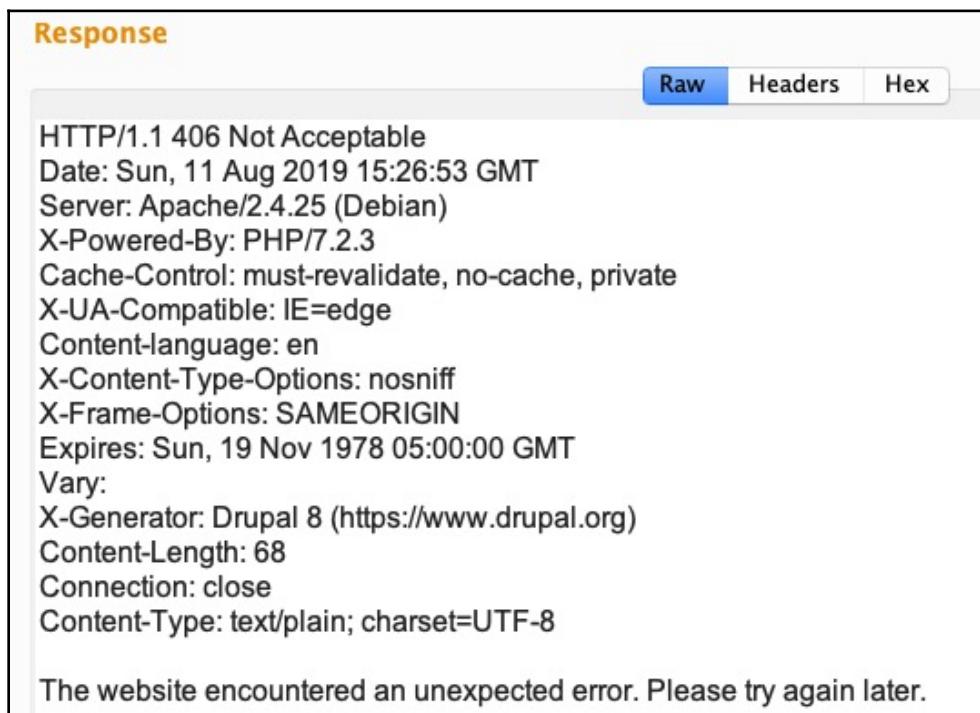 Response
Raw Headers Hex
HTTP/1.1 406 Not Acceptable
Date: Sun, 11 Aug 2019 15:26:53 GMT
Server: Apache/2.4.25 (Debian)
X-Powered-By: PHP/7.2.3
Cache-Control: must-revalidate, no-cache, private
X-UA-Compatible: IE=edge
Content-language: en
X-Content-Type-Options: nosniff
X-Frame-Options: SAMEORIGIN
Expires: Sun, 19 Nov 1978 05:00:00 GMT
Vary:
X-Generator: Drupal 8 (https://www.drupal.org)
Content-Length: 68
Connection: close
Content-Type: text/plain; charset=UTF-8
The website encountered an unexpected error. Please try again later.